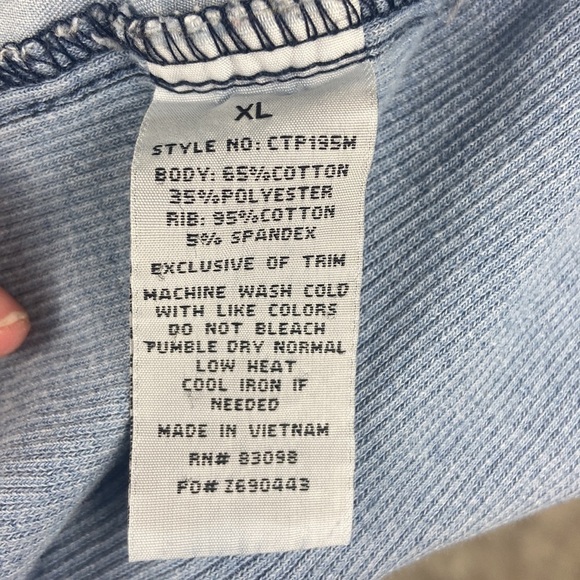 XL
STYLE NO: CTP195M
BODY: 65%COTTON
35%POLYESTER
RIB: 95%COTTON
5% SPANDEX
EXCLUSIVE OF TRIM
MACHINE WASH COLD
WITH LIKE COLORS
DO NOT BLEACH
TUMBLE DRY NORMAL
LOW HEAT
COOL IRON IF
NEEDED
MADE IN VIETNAM
RN# 83098
PO# Z690443